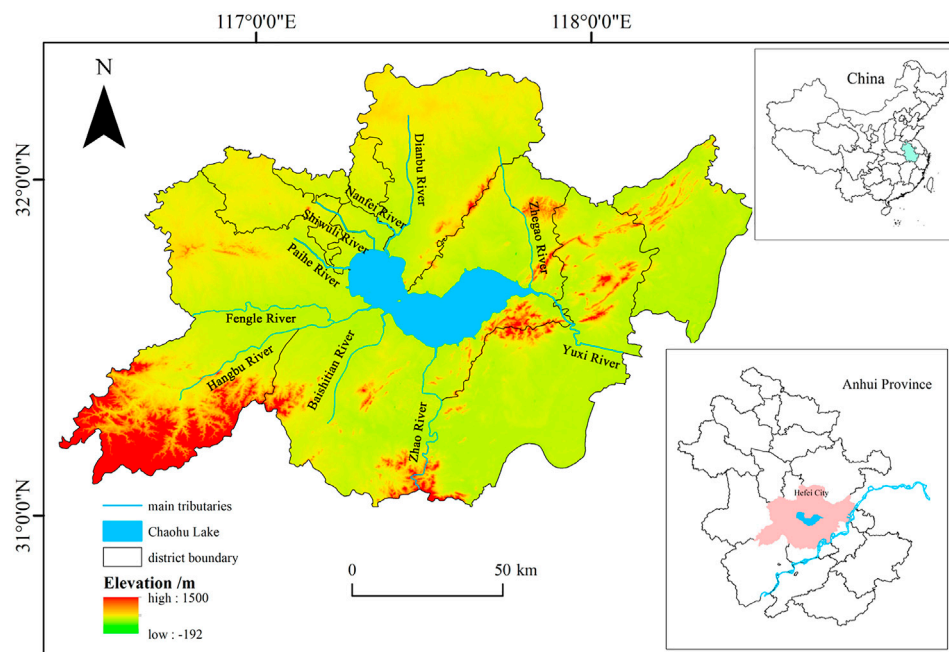 117°0'0"E
118°0'0"E
N
China
32°0'0"N
31°0'0"N
Dianbu River
Nanfei River
Shiwuli River
Paihe River
Zhegao River
Fengle River
Hangbu River
Baishitian River
Yuxi River
Zhao River
Anhui Province
Hefei City
main tributaries
Chaohu Lake
district boundary
Elevation /m
high : 1500
low : -192
0 50 km